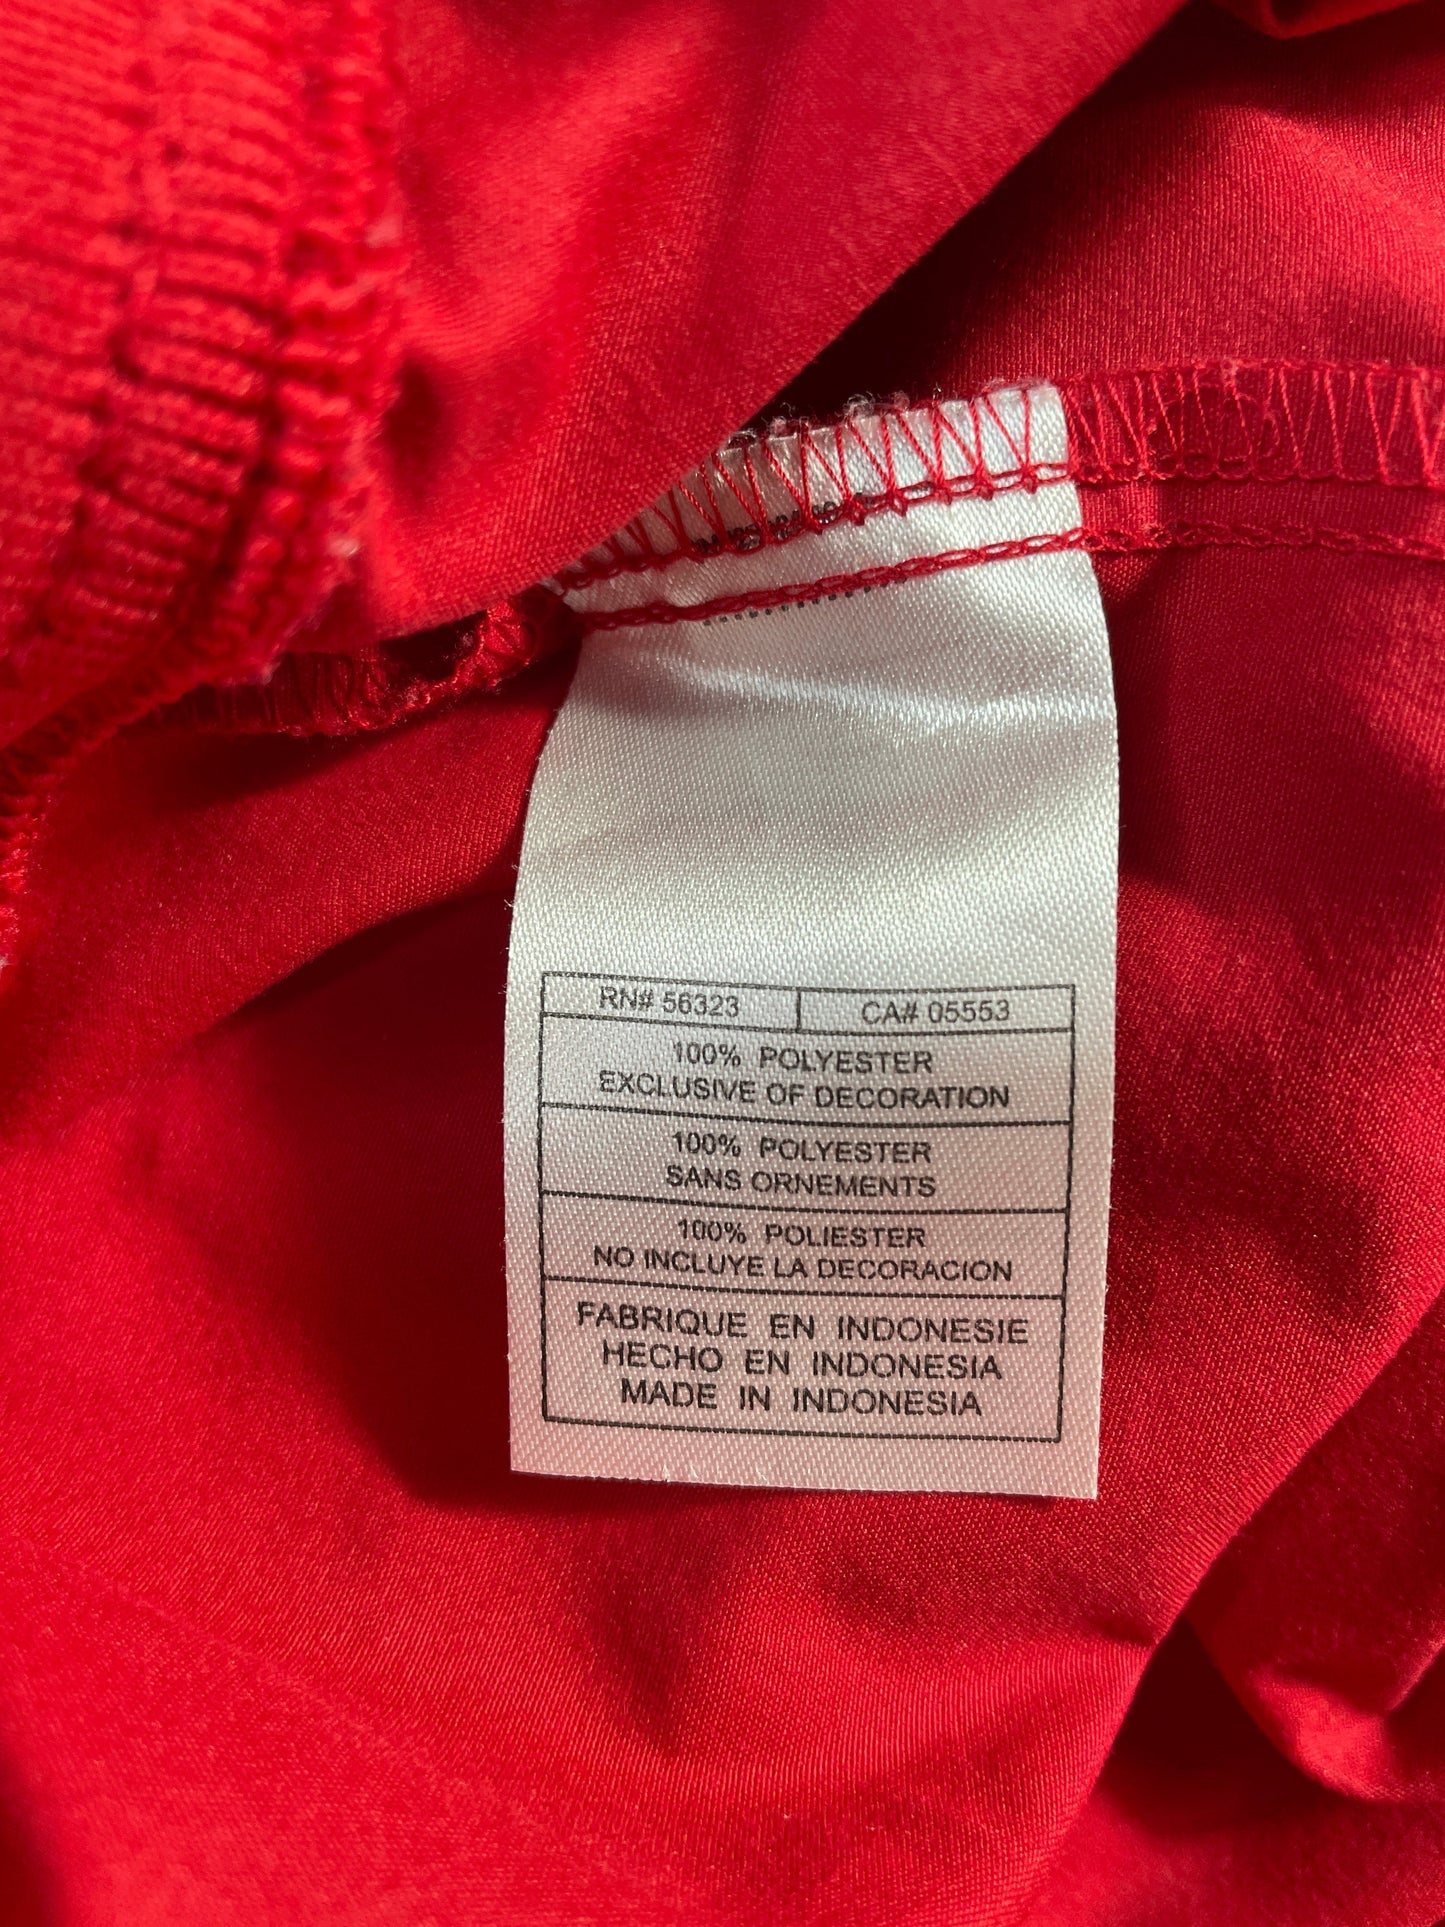 RN# 56323 CA# 05553
100% POLYESTER
EXCLUSIVE OF DECORATION
100% POLYESTER
SANS ORNEMENTS
100% POLIESTER
NO INCLUYE LA DECORACION
FABRIQUE EN INDONESIE
HECHO EN INDONESIA
MADE IN INDONESIA